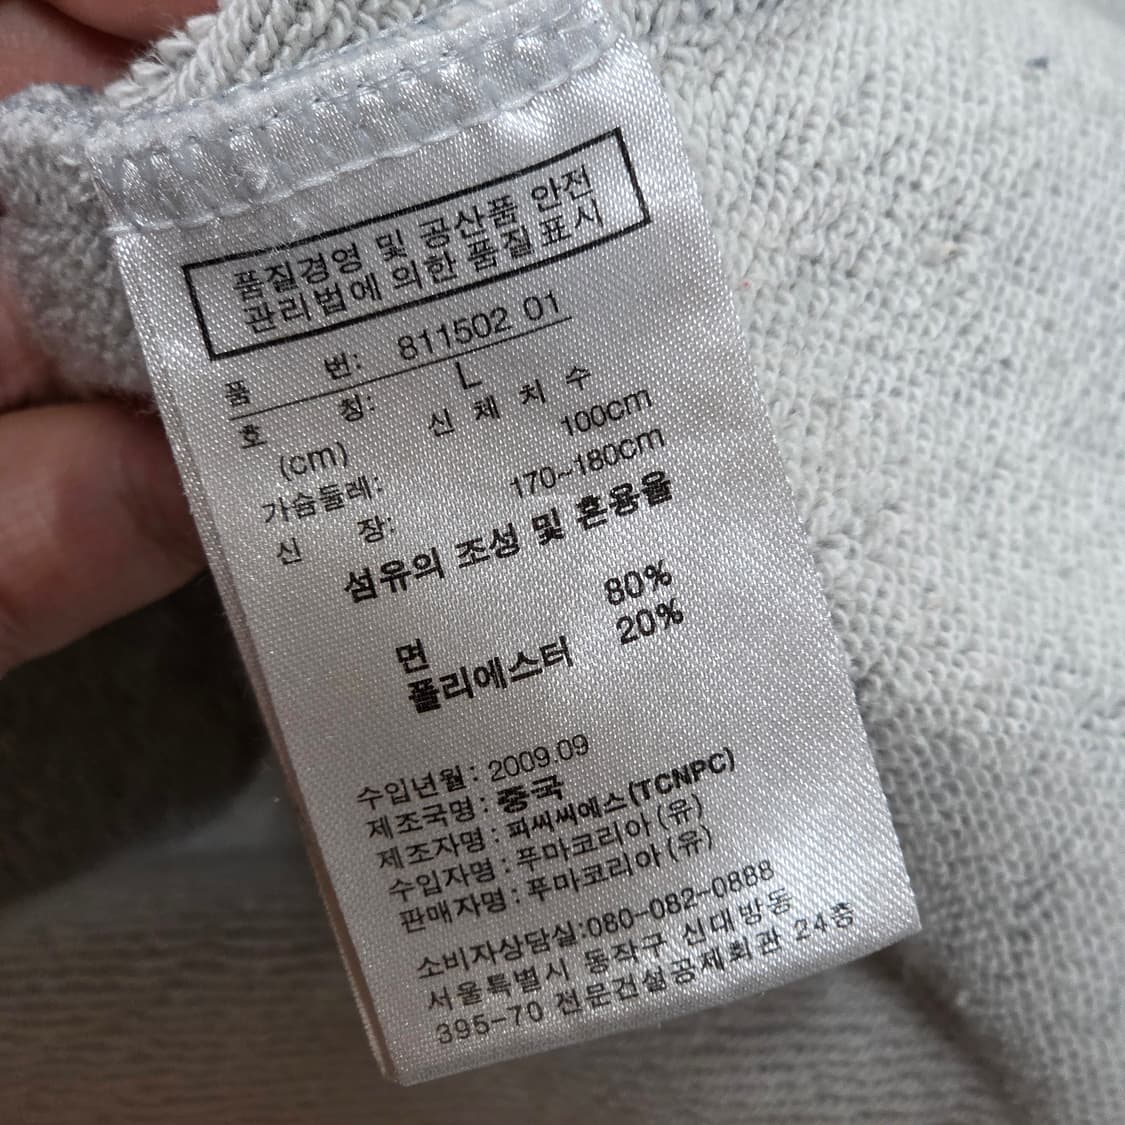 품질경영 및 공산품 안전
관리법에 의한 품질표시
품 번: 811502 01
호 칭: L
(cm) 신 체 치 수
가슴둘레: 100cm
신 장: 170~180cm
섬유의 조성 및 혼용율
면 80%
폴리에스터 20%
수입년월: 2009.09
제조국명: 중국
제조자명: 피씨씨에스(TCNPC)
수입자명: 푸마코리아(유)
판매자명: 푸마코리아(유)
소비자상담실:080-082-0888
서울특별시 동작구 신대방동
395-70 전문건설공제회관 24층